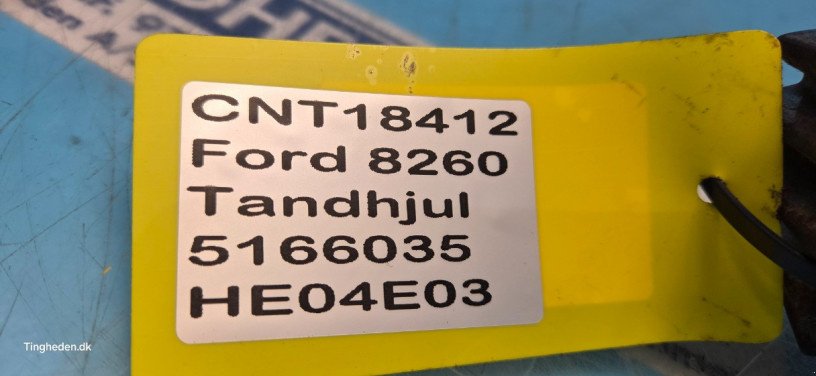 CNT18412
Ford 8260
Tandhjul
5166035
HE04E03
Tingheden.dk